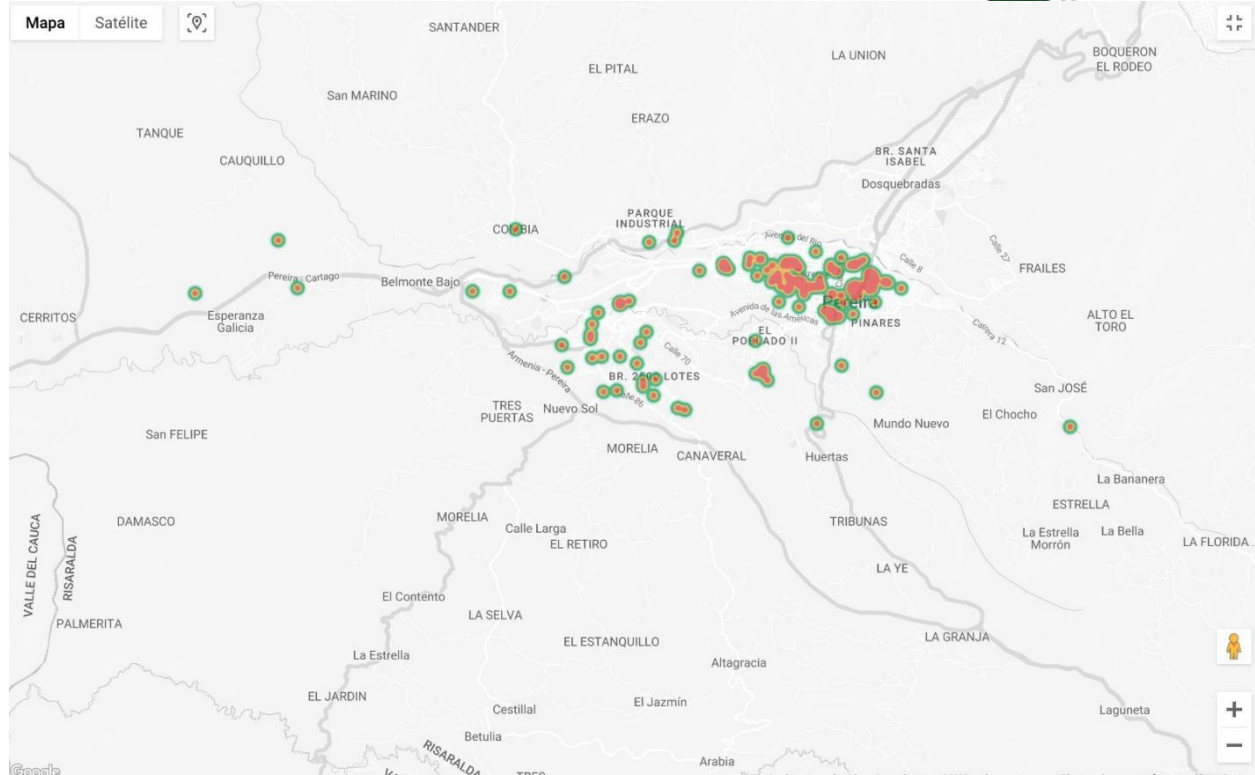 Mapa
Satélite
SANTANDER
LA UNION
BOQUERON
EL RODEO
EL PITAL
San MARINO
ERAZO
TANQUE
CAUQUILLO
BR. SANTA
ISABEL
Dosquebradas
PARQUE
INDUSTRIAL
Avenida del Rio
Calle 27
Calle 8
FRAILES
Pereira - Cartago
Belmonte Bajo
CERRITOS
Esperanza
Galicia
Pereira
Avenida de las Américas
PINARES
Carrera 12
ALTO EL
TORO
EL
POBLADO II
Calle 70
Armenia - Pereira
BR. 2500 LOTES
TRES
PUERTAS
Nuevo Sol
San JOSÉ
El Chocho
Mundo Nuevo
San FELIPE
MORELIA
CANAVERAL
Huertas
La Bananera
ESTRELLA
La Estrella
Morrón
La Bella
LA FLORIDA
DAMASCO
MORELIA
Calle Larga
EL RETIRO
TRIBUNAS
VALLE DEL CAUCA
RISARALDA
LA YE
El Contento
LA SELVA
PALMERITA
EL ESTANQUILLO
LA GRANJA
La Estrella
Altagracia
EL JARDIN
Cestillal
El Jazmín
Laguneta
Betulia
RISARALDA
Arabia
Google